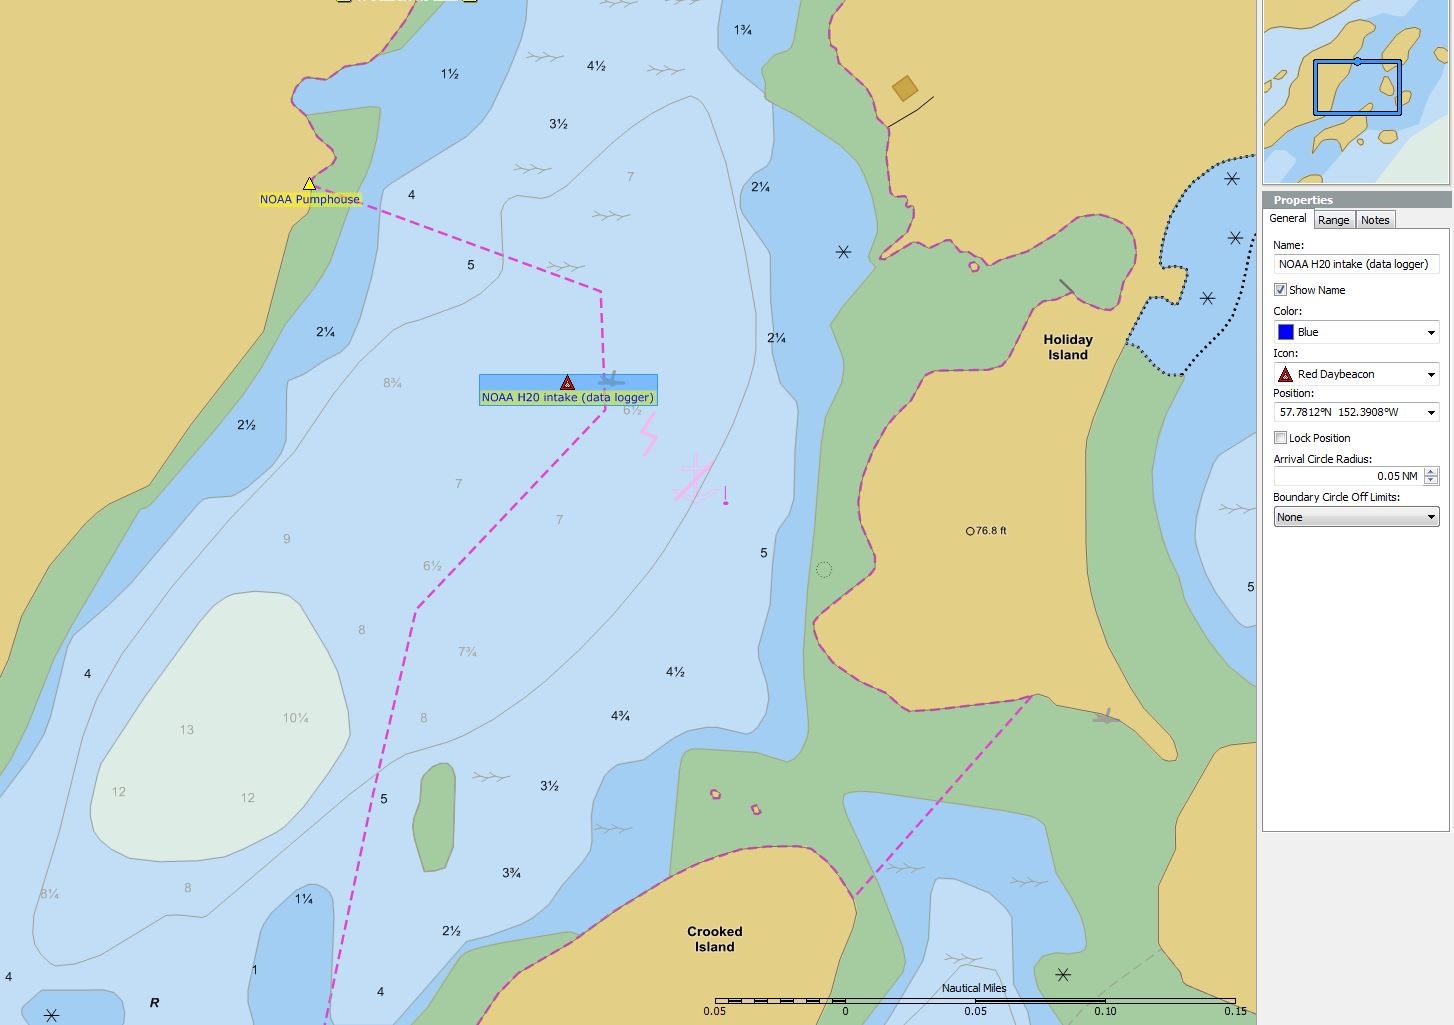 1¾
4½
1½
3½
7
2¼
4
NOAA Pumphouse
5
2¼
2¼
Holiday
Island
8¾
NOAA H20 intake (data logger)
6½
2½
7
7
76.8 ft
9
5
6½
5
8
7¾
4½
4
4¾
8
10¼
13
3½
12
12
5
3¾
8
8¼
1¼
2½
Crooked
Island
1
4
4
R
Nautical Miles
0.05
0
0.05
0.10
0.15
Properties
General
Range
Notes
Name:
NOAA H20 intake (data logger)
Show Name
Color:
Blue
Icon:
Red Daybeacon
Position:
57.7812°N 152.3908°W
Lock Position
Arrival Circle Radius:
0.05 NM
Boundary Circle Off Limits:
None